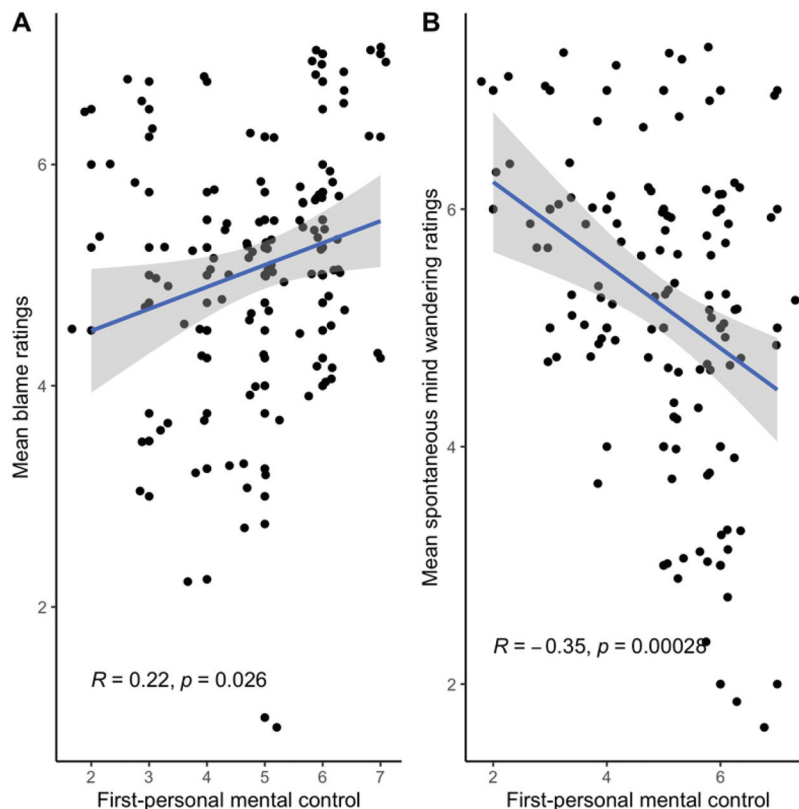 A
B
Mean blame ratings
6
4
2
R = 0.22, p = 0.026
2 3 4 5 6 7
First-personal mental control
Mean spontaneous mind wandering ratings
6
4
2
R = −0.35, p = 0.00028
2 4 6
First-personal mental control